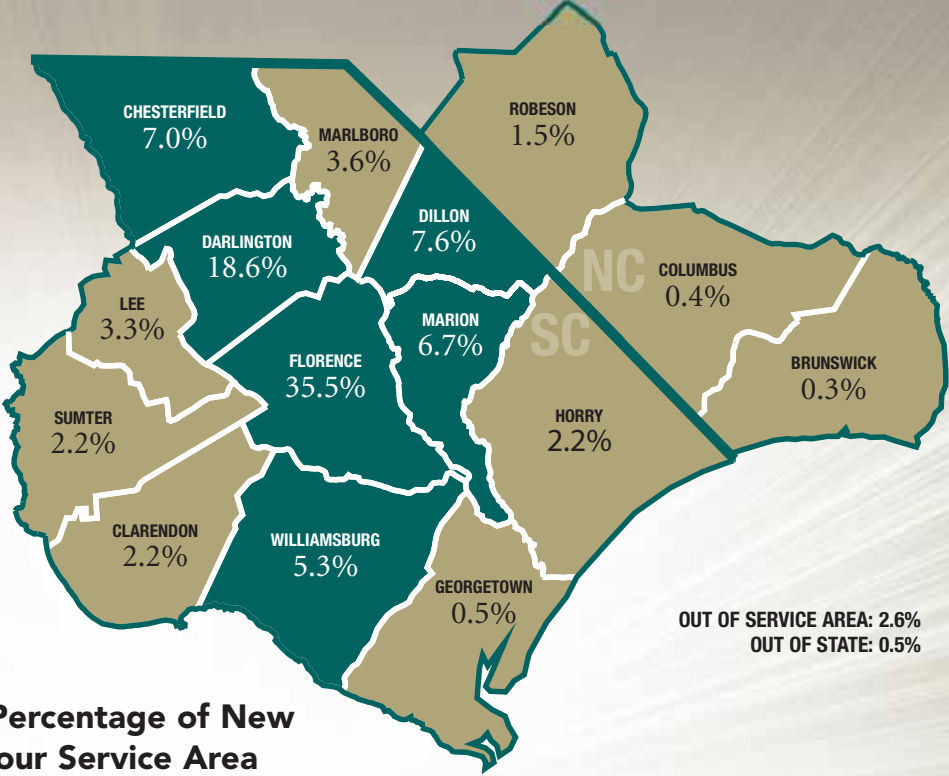 CHESTERFIELD
7.0%
MARLBORO
3.6%
ROBESON
1.5%
DILLON
7.6%
DARLINGTON
18.6%
NC
COLUMBUS
0.4%
LEE
3.3%
MARION
6.7%
SC
FLORENCE
35.5%
BRUNSWICK
0.3%
SUMTER
2.2%
HORRY
2.2%
CLARENDON
2.2%
WILLIAMSBURG
5.3%
GEORGETOWN
0.5%
OUT OF SERVICE AREA: 2.6%
OUT OF STATE: 0.5%
Percentage of New
our Service Area